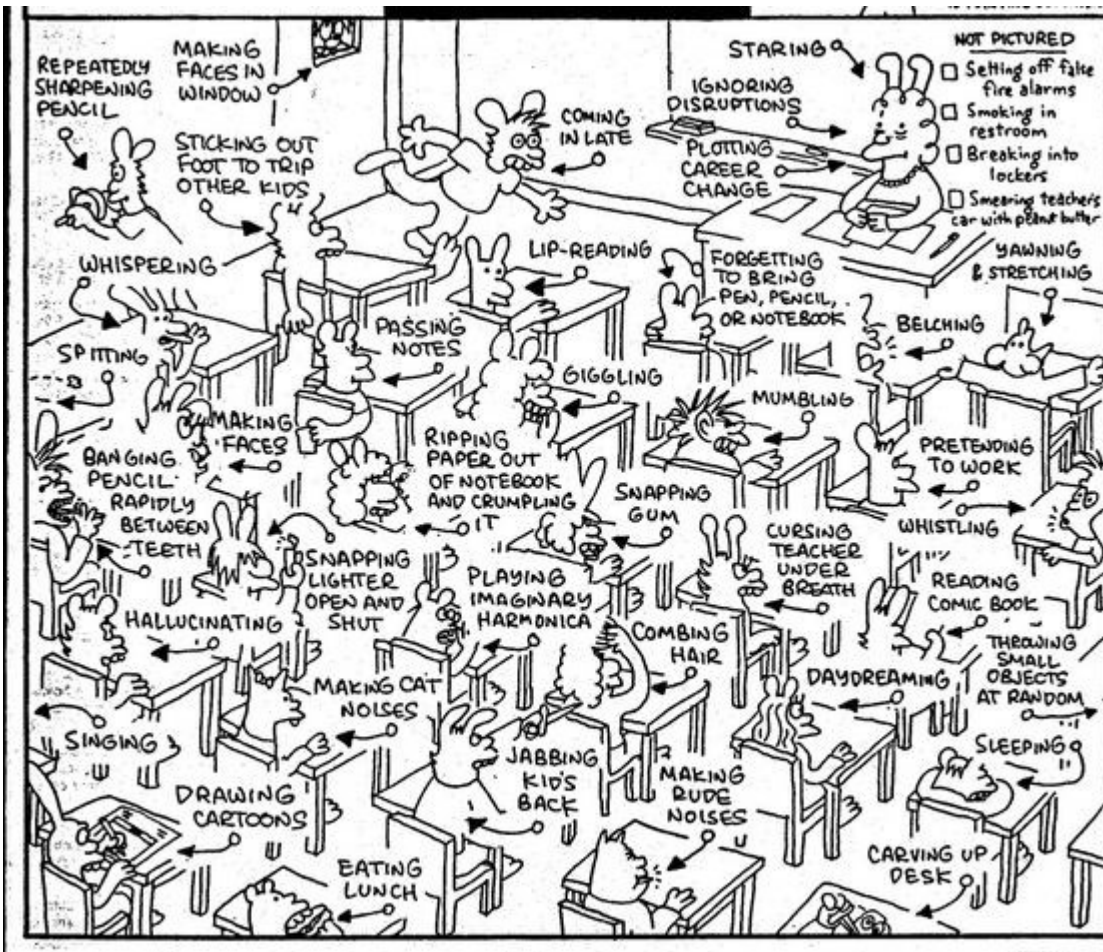 REPEATEDLY
SHARPENING
PENCIL
MAKING
FACES IN
WINDOW
STICKING OUT
FOOT TO TRIP
OTHER KIDS
COMING
IN LATE
STARING
IGNORING
DISRUPTIONS
PLOTTING
CAREER
CHANGE
NOT PICTURED
Setting off false
fire alarms
Smoking in
restroom
Breaking into
lockers
Smearing teacher's
car with peanut butter
WHISPERING
LIP-READING
FORGETTING
TO BRING
PEN, PENCIL,
OR NOTEBOOK
YAWNING
& STRETCHING
SPITTING
PASSING
NOTES
BELCHING
GIGGLING
MUMBLING
MAKING
FACES
BANGING
PENCIL
RAPIDLY
BETWEEN
TEETH
RIPPING
PAPER OUT
OF NOTEBOOK
AND CRUMPLING
IT
SNAPPING
GUM
PRETENDING
TO WORK
WHISTLING
SNAPPING
LIGHTER
OPEN AND
SHUT
PLAYING
IMAGINARY
HARMONICA
CURSING
TEACHER
UNDER
BREATH
READING
COMIC BOOK
HALLUCINATING
COMBING
HAIR
THROWING
SMALL
OBJECTS
AT RANDOM
MAKING CAT
NOISES
DAYDREAMING
SINGING
JABBING
KID'S
BACK
MAKING
RUDE
NOISES
SLEEPING
DRAWING
CARTOONS
EATING
LUNCH
CARVING UP
DESK